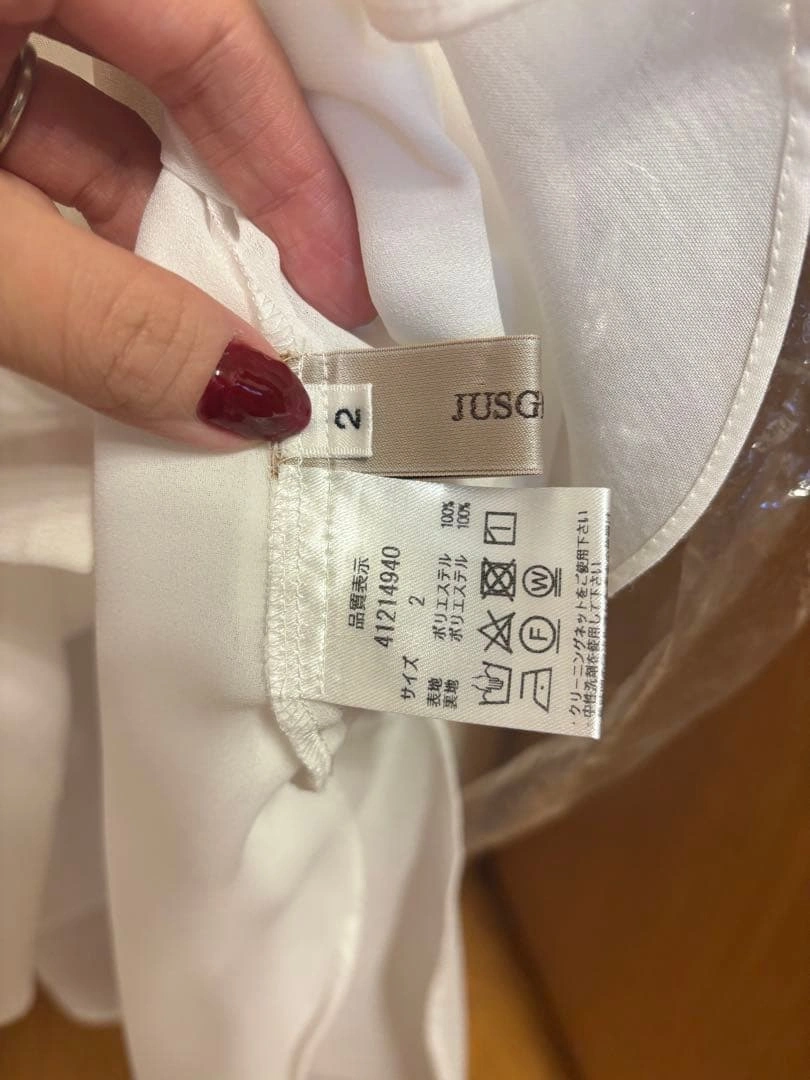 2
JUSG
品質表示
41214940
サイズ 2
表地 ポリエステル 100%
裏地 ポリエステル 100%
W
F
・クリーニングネットをご使用下さい
・中性洗剤を使用して下さい